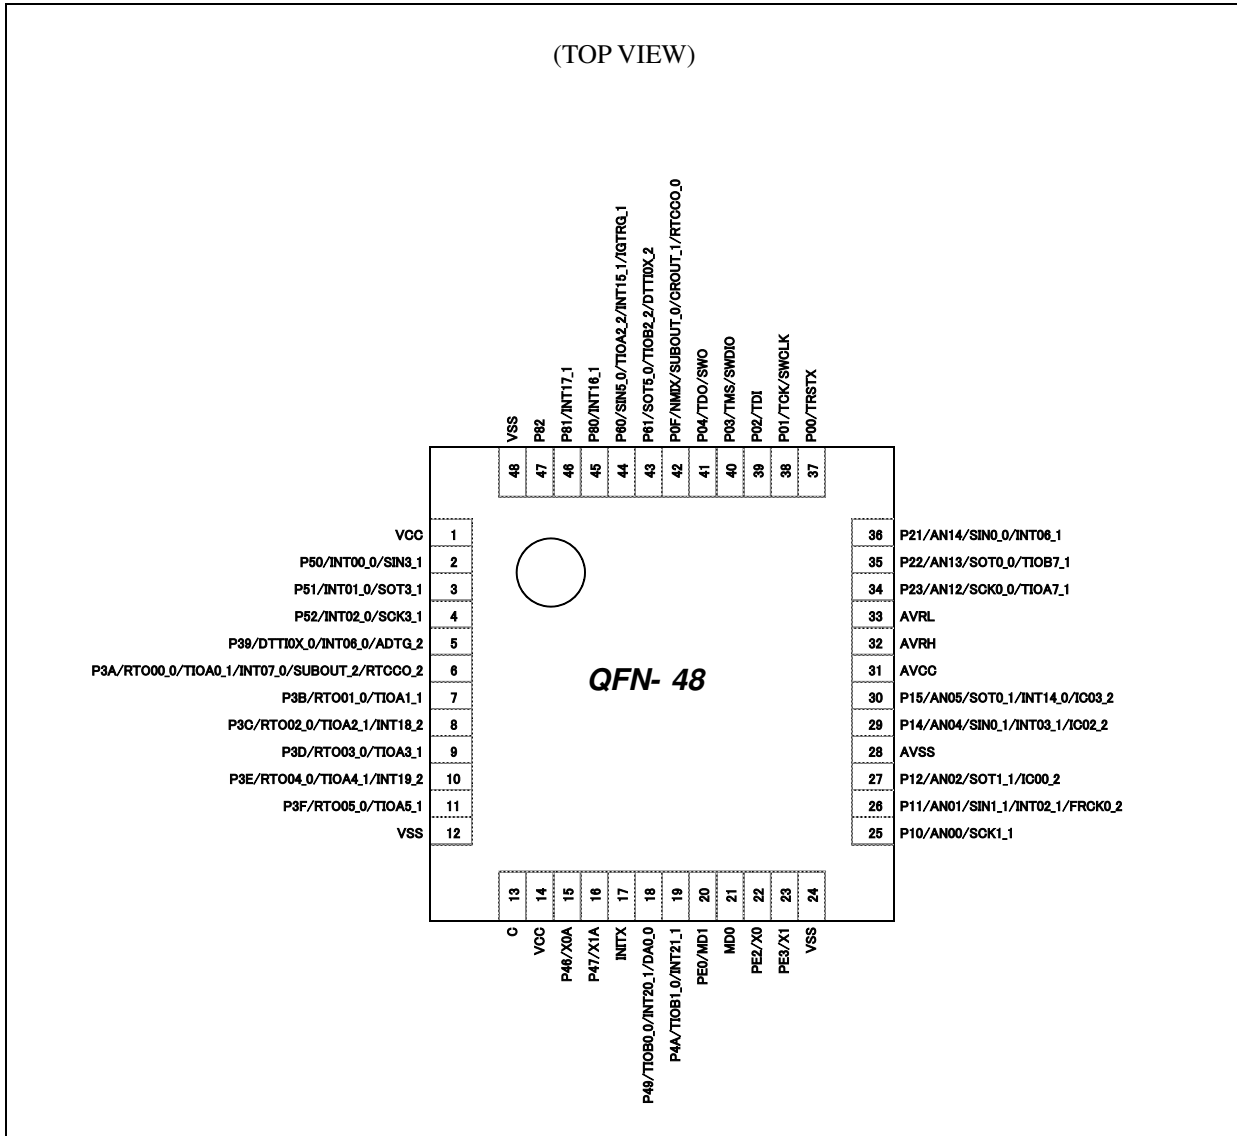 (TOP VIEW)
VSS
P82
P81/INT17_1
P80/INT16_1
P60/SIN5_0/TIOA2_2/INT15_1/IGTRG_1
P61/SOT5_0/TIOB2_2/DTTI0X_2
P0F/NMIX/SUBOUT_0/CROUT_1/RTCCO_0
P04/TDO/SWO
P03/TMS/SWDIO
P02/TDI
P01/TCK/SWCLK
P00/TRSTX
48
47
46
45
44
43
42
41
40
39
38
37
VCC 1
P50/INT00_0/SIN3_1 2
P51/INT01_0/SOT3_1 3
P52/INT02_0/SCK3_1 4
P39/DTTI0X_0/INT06_0/ADTG_2 5
P3A/RTO00_0/TIOA0_1/INT07_0/SUBOUT_2/RTCCO_2 6
P3B/RTO01_0/TIOA1_1 7
P3C/RTO02_0/TIOA2_1/INT18_2 8
P3D/RTO03_0/TIOA3_1 9
P3E/RTO04_0/TIOA4_1/INT19_2 10
P3F/RTO05_0/TIOA5_1 11
VSS 12
QFN- 48
36 P21/AN14/SIN0_0/INT06_1
35 P22/AN13/SOT0_0/TIOB7_1
34 P23/AN12/SCK0_0/TIOA7_1
33 AVRL
32 AVRH
31 AVCC
30 P15/AN05/SOT0_1/INT14_0/IC03_2
29 P14/AN04/SIN0_1/INT03_1/IC02_2
28 AVSS
27 P12/AN02/SOT1_1/IC00_2
26 P11/AN01/SIN1_1/INT02_1/FRCK0_2
25 P10/AN00/SCK1_1
13
14
15
16
17
18
19
20
21
22
23
24
C
VCC
P46/X0A
P47/X1A
INITX
P49/TIOB0_0/INT20_1/DA0_0
P4A/TIOB1_0/INT21_1
PE0/MD1
MD0
PE2/X0
PE3/X1
VSS